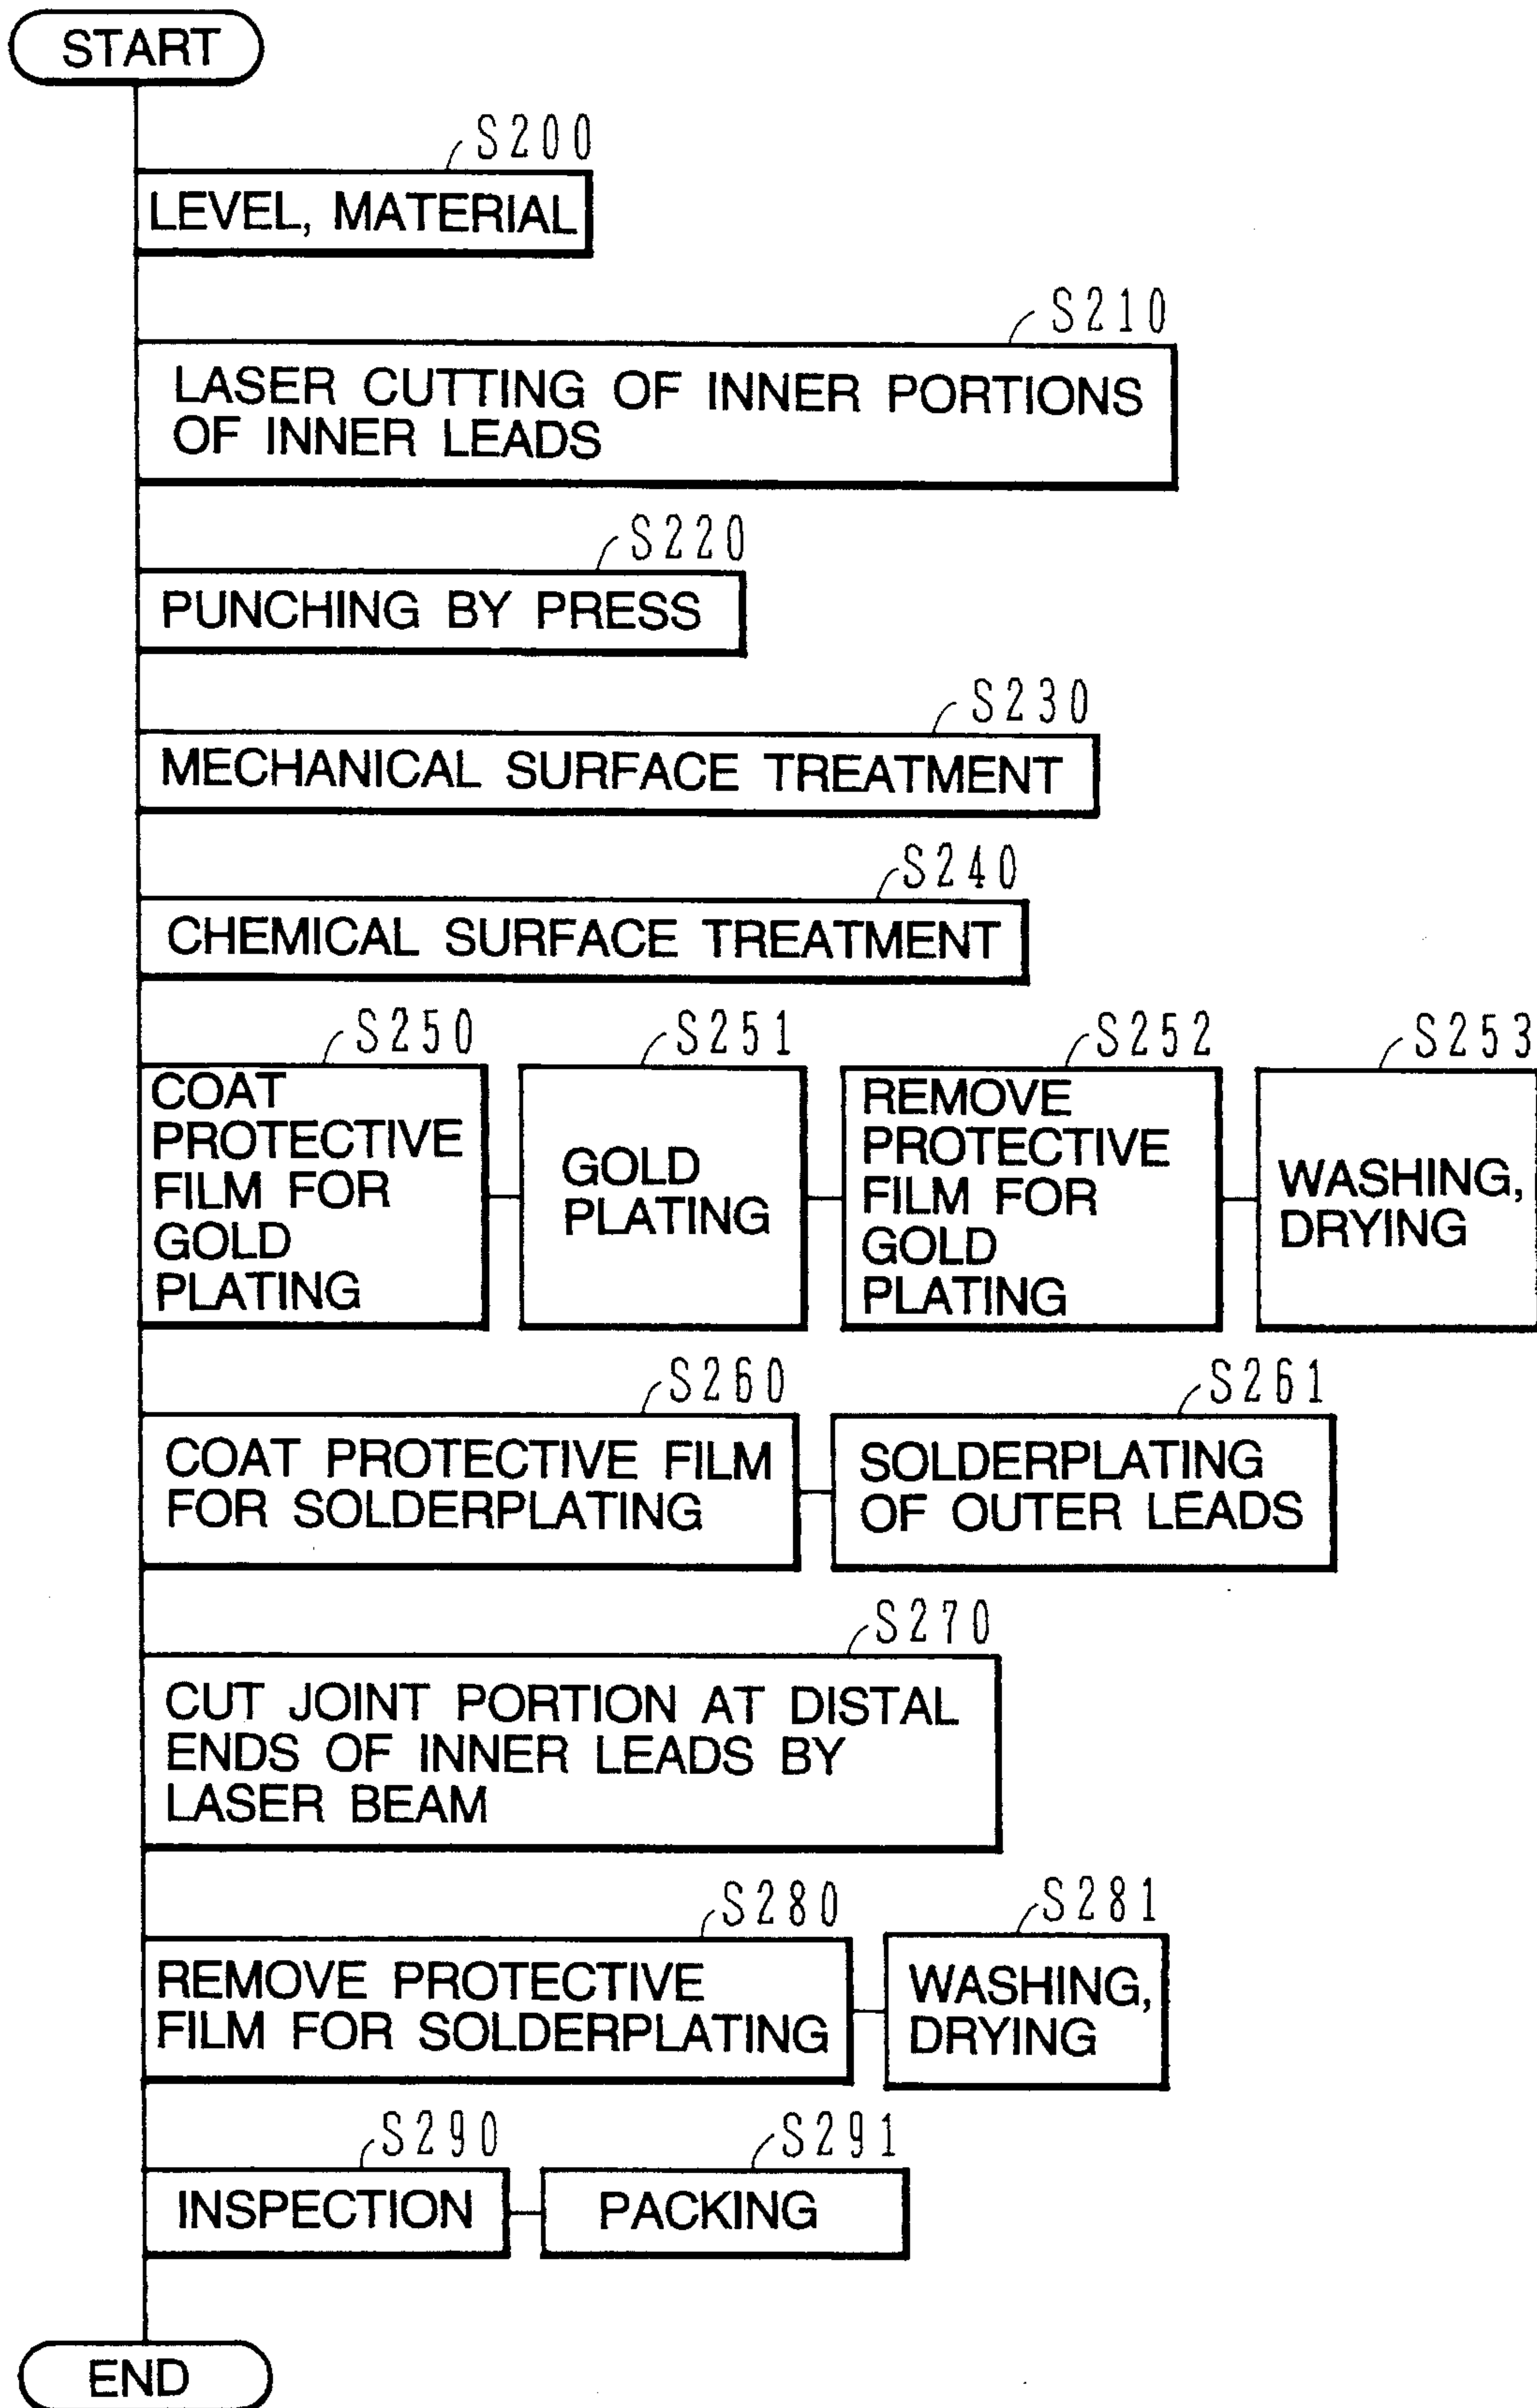 START
S200
LEVEL, MATERIAL
S210
LASER CUTTING OF INNER PORTIONS
OF INNER LEADS
S220
PUNCHING BY PRESS
S230
MECHANICAL SURFACE TREATMENT
S240
CHEMICAL SURFACE TREATMENT
S250
COAT
PROTECTIVE
FILM FOR
GOLD
PLATING
S251
GOLD
PLATING
S252
REMOVE
PROTECTIVE
FILM FOR
GOLD
PLATING
S253
WASHING,
DRYING
S260
COAT PROTECTIVE FILM
FOR SOLDERPLATING
S261
SOLDERPLATING
OF OUTER LEADS
S270
CUT JOINT PORTION AT DISTAL
ENDS OF INNER LEADS BY
LASER BEAM
S280
REMOVE PROTECTIVE
FILM FOR SOLDERPLATING
S281
WASHING,
DRYING
S290
INSPECTION
S291
PACKING
END